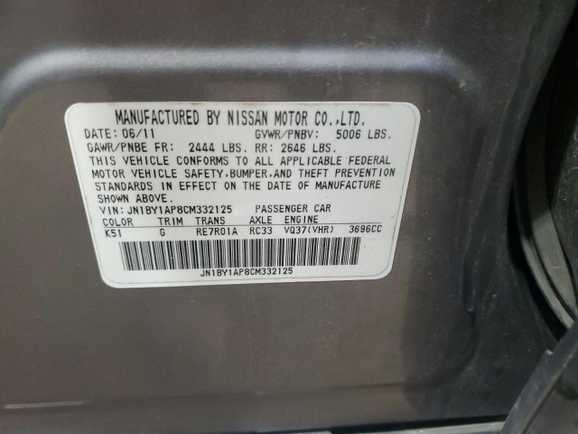 MANUFACTURED BY NISSAN MOTOR CO.,LTD.
DATE: 06/11 GVWR/PNBV: 5006 LBS.
GAWR/PNBE FR: 2444 LBS. RR: 2646 LBS.
THIS VEHICLE CONFORMS TO ALL APPLICABLE FEDERAL
MOTOR VEHICLE SAFETY,BUMPER,AND THEFT PREVENTION
STANDARDS IN EFFECT ON THE DATE OF MANUFACTURE
SHOWN ABOVE.
VIN: JN1BY1AP8CM332125 PASSENGER CAR
COLOR TRIM TRANS AXLE ENGINE
K51 G RE7R01A RC33 VQ37(VHR) 3696CC
JN1BY1AP8CM332125